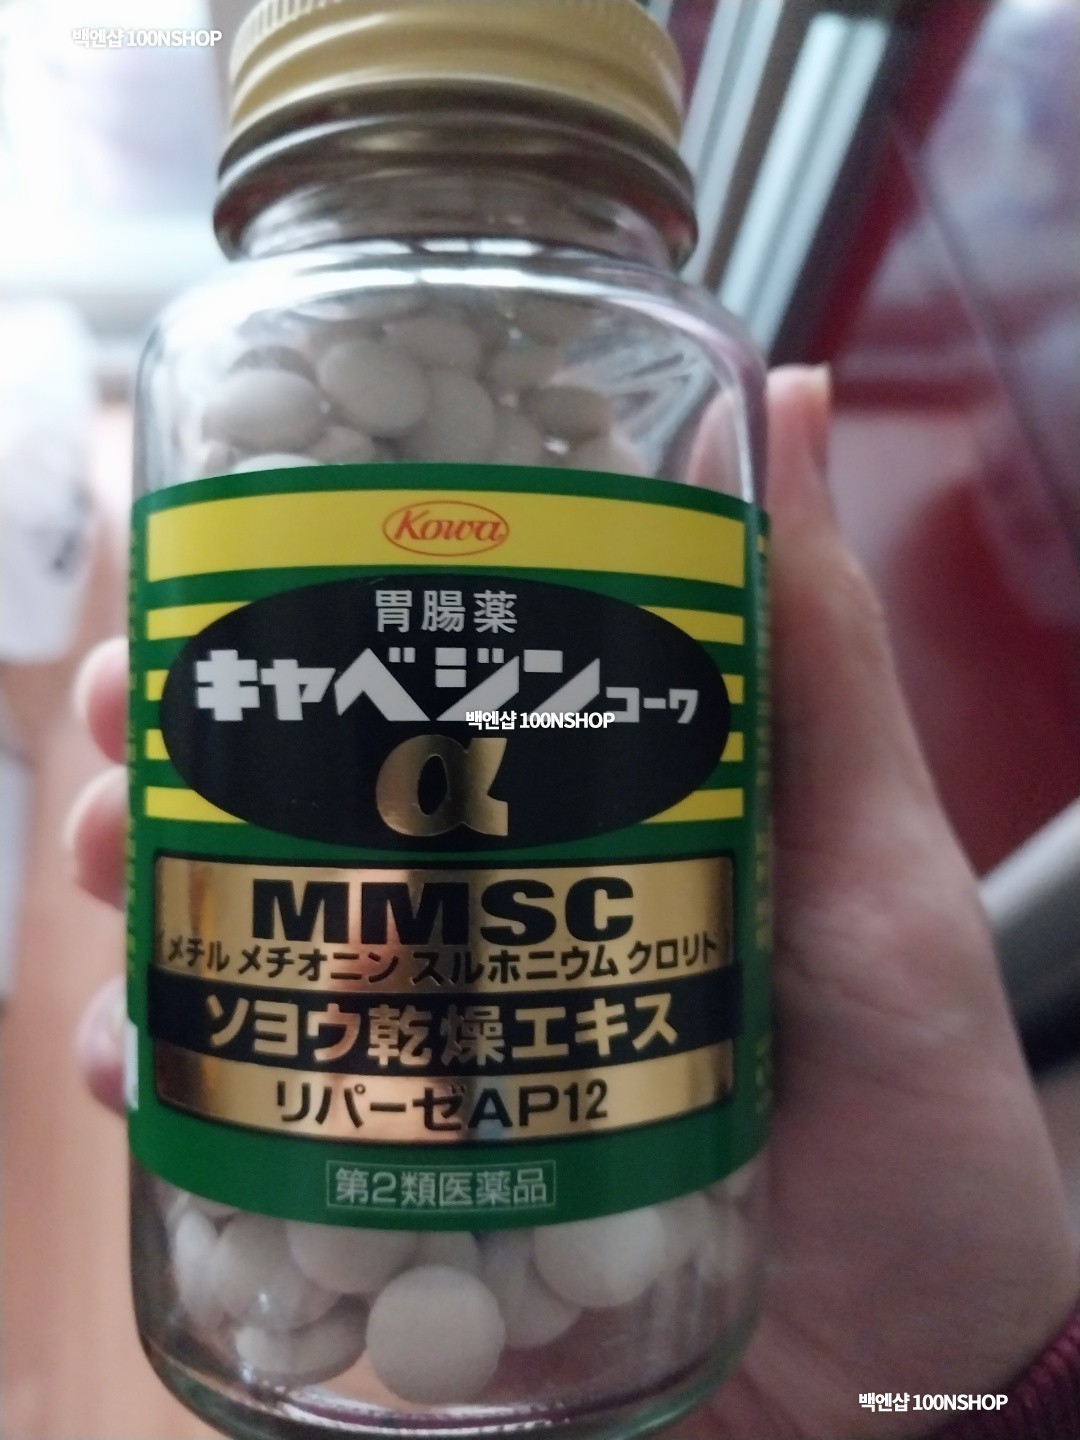 백엔샵 100NSHOP
Kowa
胃腸薬
キャベジンコーワ
백엔샵 100NSHOP
α
MMSC
メチル メチオニン スルホニウム クロリド
ソヨウ乾燥エキス
リパーゼAP12
第2類医薬品
백엔샵 100NSHOP